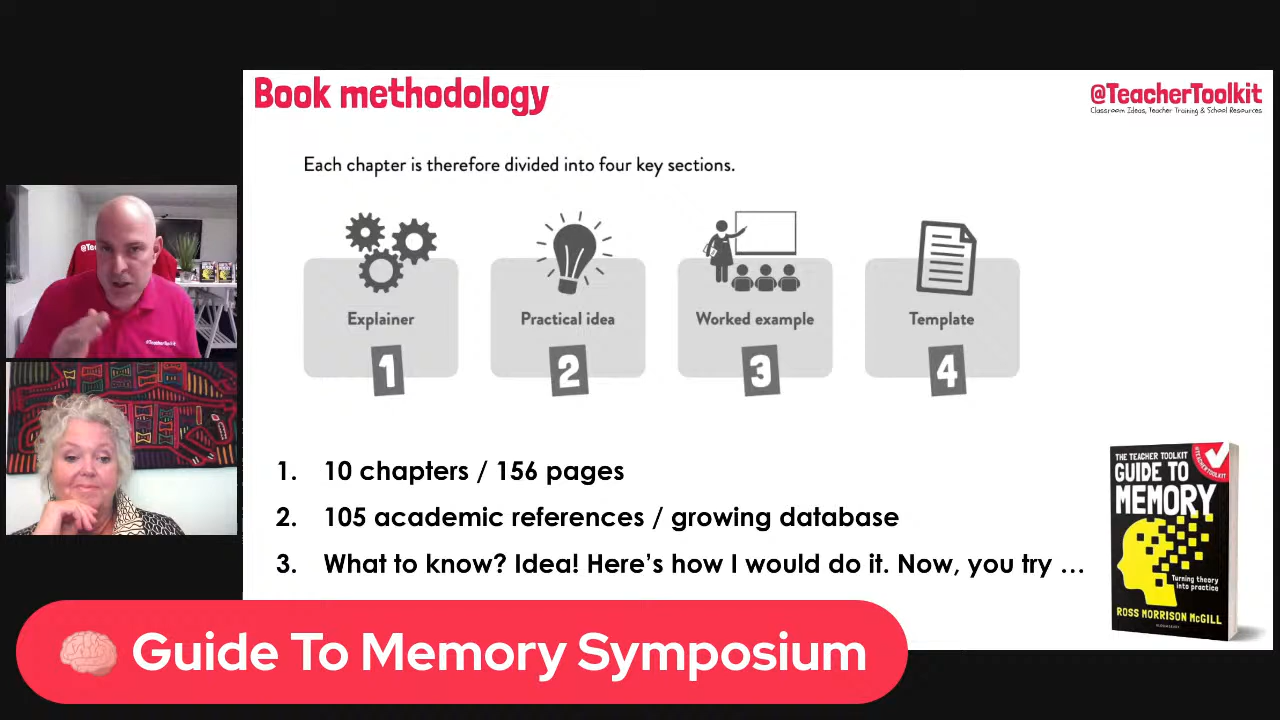 Book methodology
@TeacherToolkit
Classroom Ideas, Teacher Training & School Resources
Each chapter is therefore divided into four key sections.
Explainer
Practical idea
Worked example
Template
1
2
3
4
1. 10 chapters / 156 pages
2. 105 academic references / growing database
3. What to know? Idea! Here’s how I would do it. Now, you try …
THE TEACHER TOOLKIT
GUIDE TO
MEMORY
@TEACHERTOOLKIT
Turning theory
into practice
ROSS MORRISON McGILL
BLOOMSBURY
@TeacherToolkit
Guide To Memory Symposium